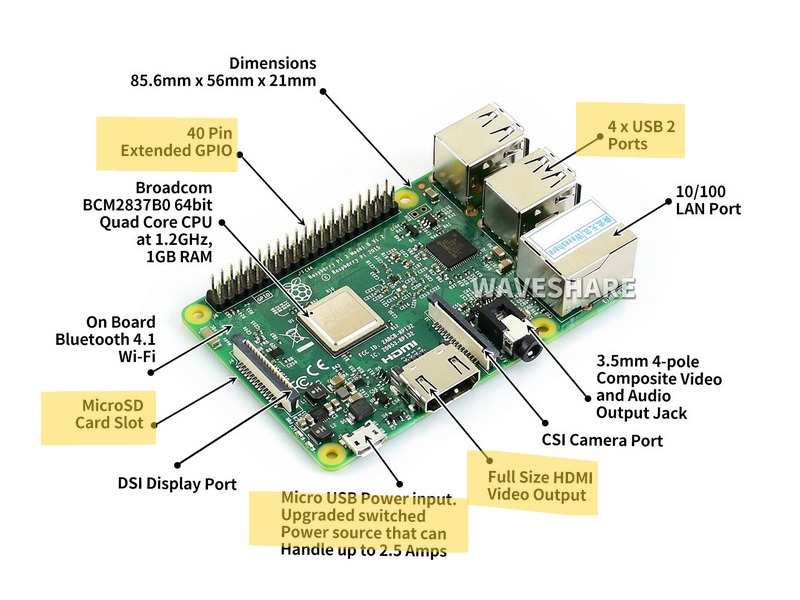 Dimensions
85.6mm x 56mm x 21mm
40 Pin
Extended GPIO
4 x USB 2
Ports
Broadcom
BCM2837B0 64bit
Quad Core CPU
at 1.2GHz,
1GB RAM
10/100
LAN Port
WAVESHARE
On Board
Bluetooth 4.1
Wi-Fi
HDMI
3.5mm 4-pole
Composite Video
and Audio
Output Jack
MicroSD
Card Slot
CSI Camera Port
DSI Display Port
Full Size HDMI
Video Output
Micro USB Power input.
Upgraded switched
Power source that can
Handle up to 2.5 Amps